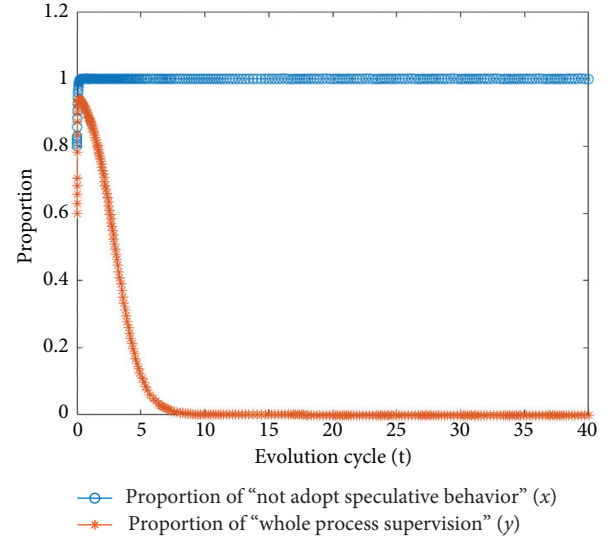 1.2
1
0.8
0.6
0.4
0.2
0
Proportion
0 5 10 15 20 25 30 35 40
Evolution cycle (t)
Proportion of “not adopt speculative behavior” (x)
Proportion of “whole process supervision” (y)